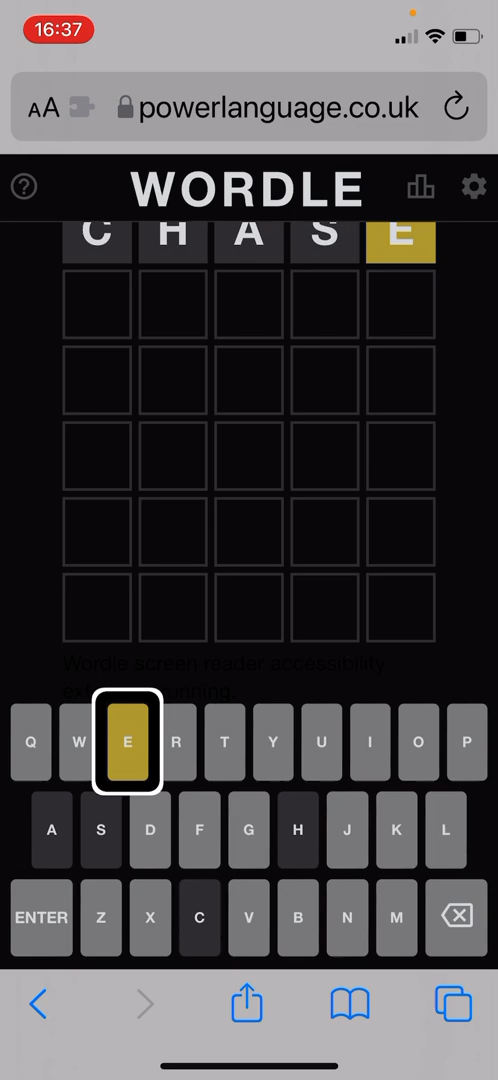 16:37
AA powerlanguage.co.uk
WORDLE
C H A S E
Wordle screen reader accessibility
Q W E R T Y U I O P
A S D F G H J K L
ENTER Z X C V B N M